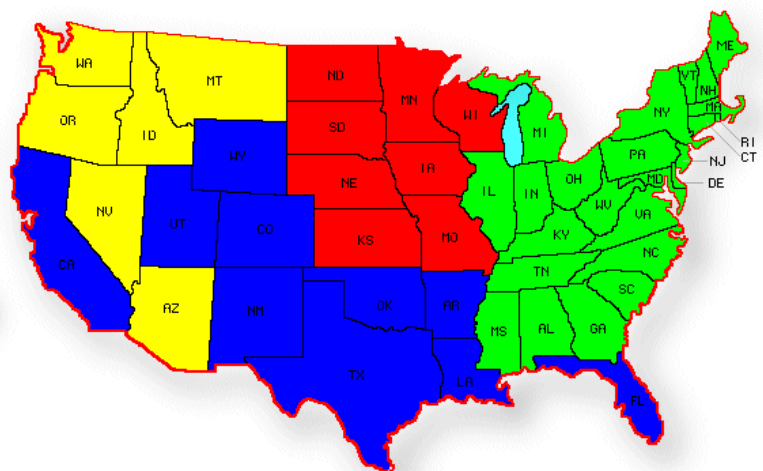 WA
MT
ND
MN
ME
VT
NH
OR
ID
SD
WI
MI
NY
MA
RI
CT
WY
IA
PA
NJ
NE
IL
IN
OH
MD
DE
NV
UT
CO
KS
MO
WV
VA
KY
CA
NC
TN
AZ
NM
OK
AR
SC
MS
AL
GA
TX
LA
FL